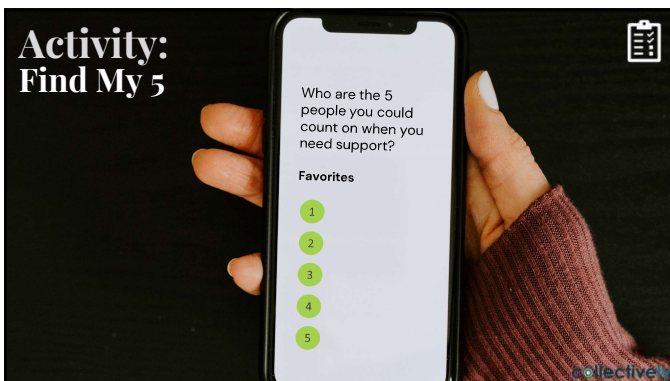 Activity:
Find My 5
Who are the 5
people you could
count on when you
need support?
Favorites
1
2
3
4
5
collectively